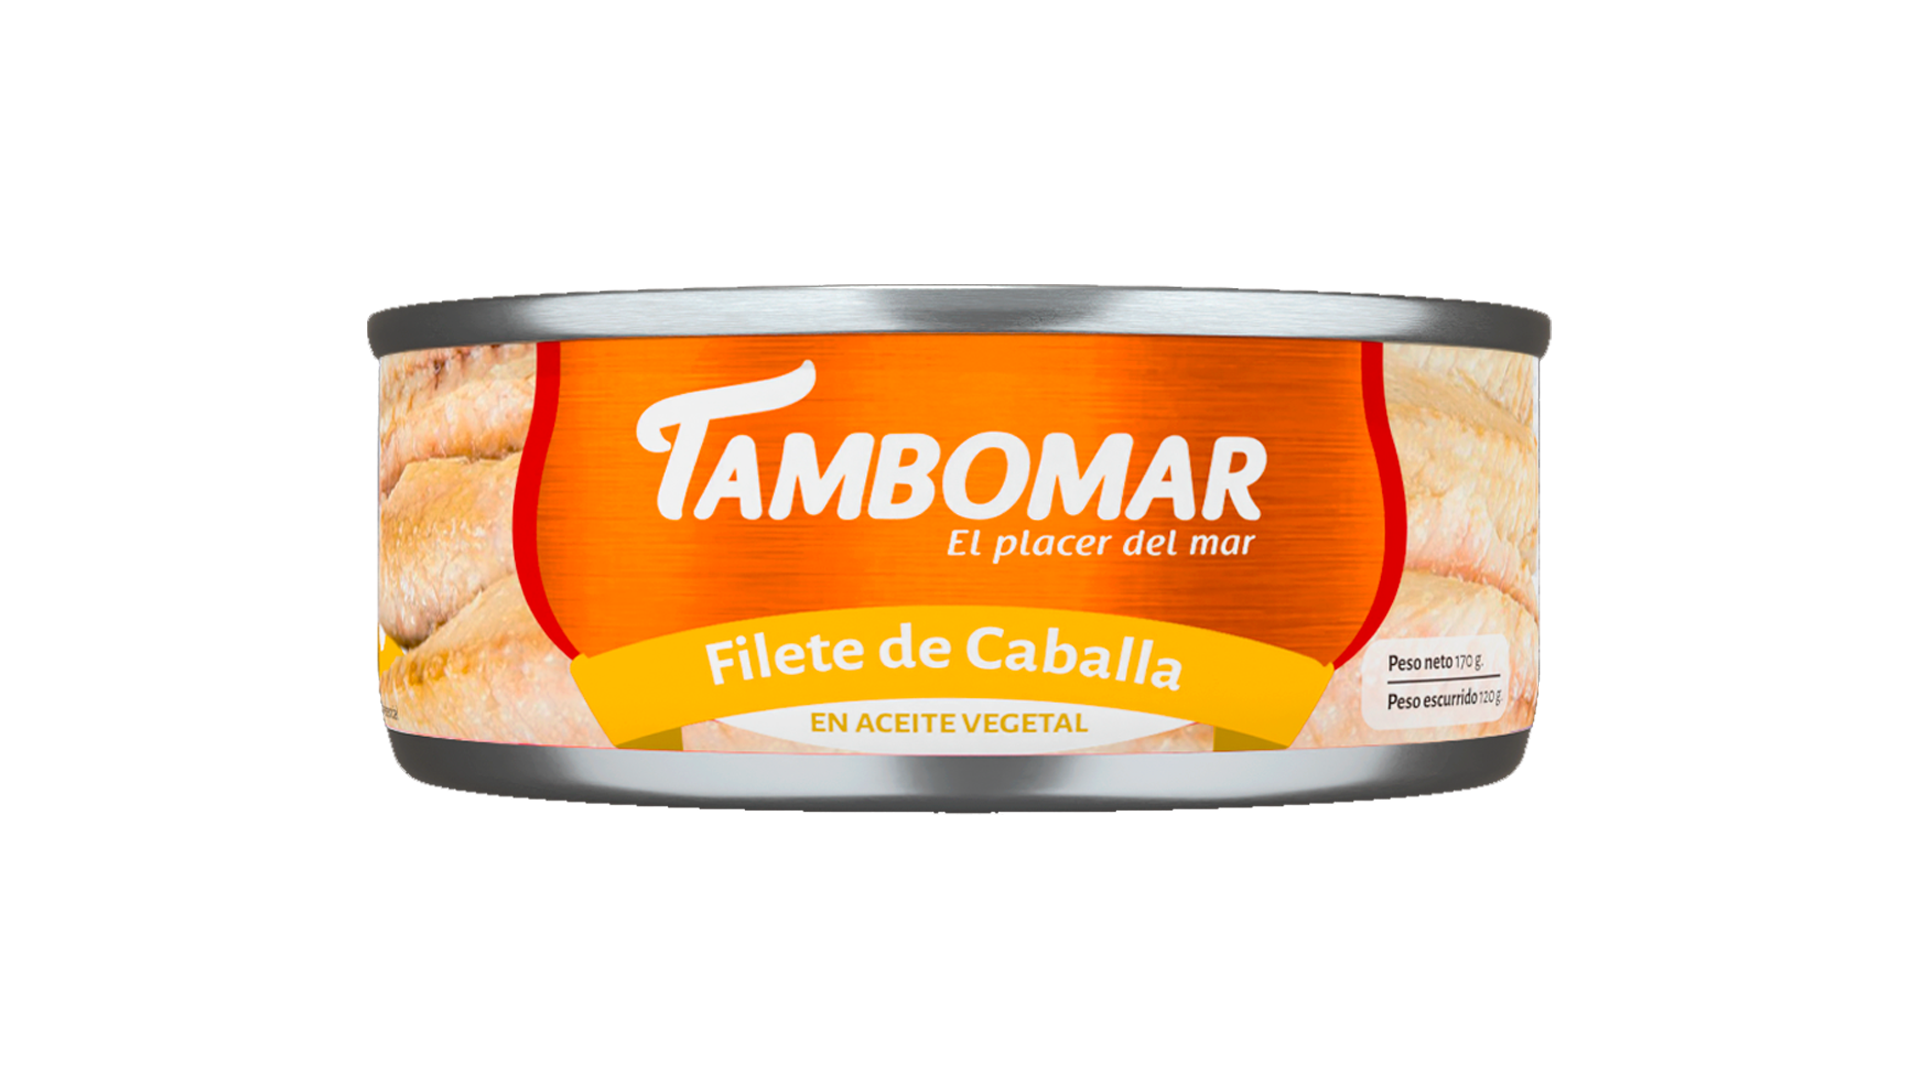 TAMBOMAR
El placer del mar
Filete de Caballa
EN ACEITE VEGETAL
Peso neto 170 g.
Peso escurrido 120 g.